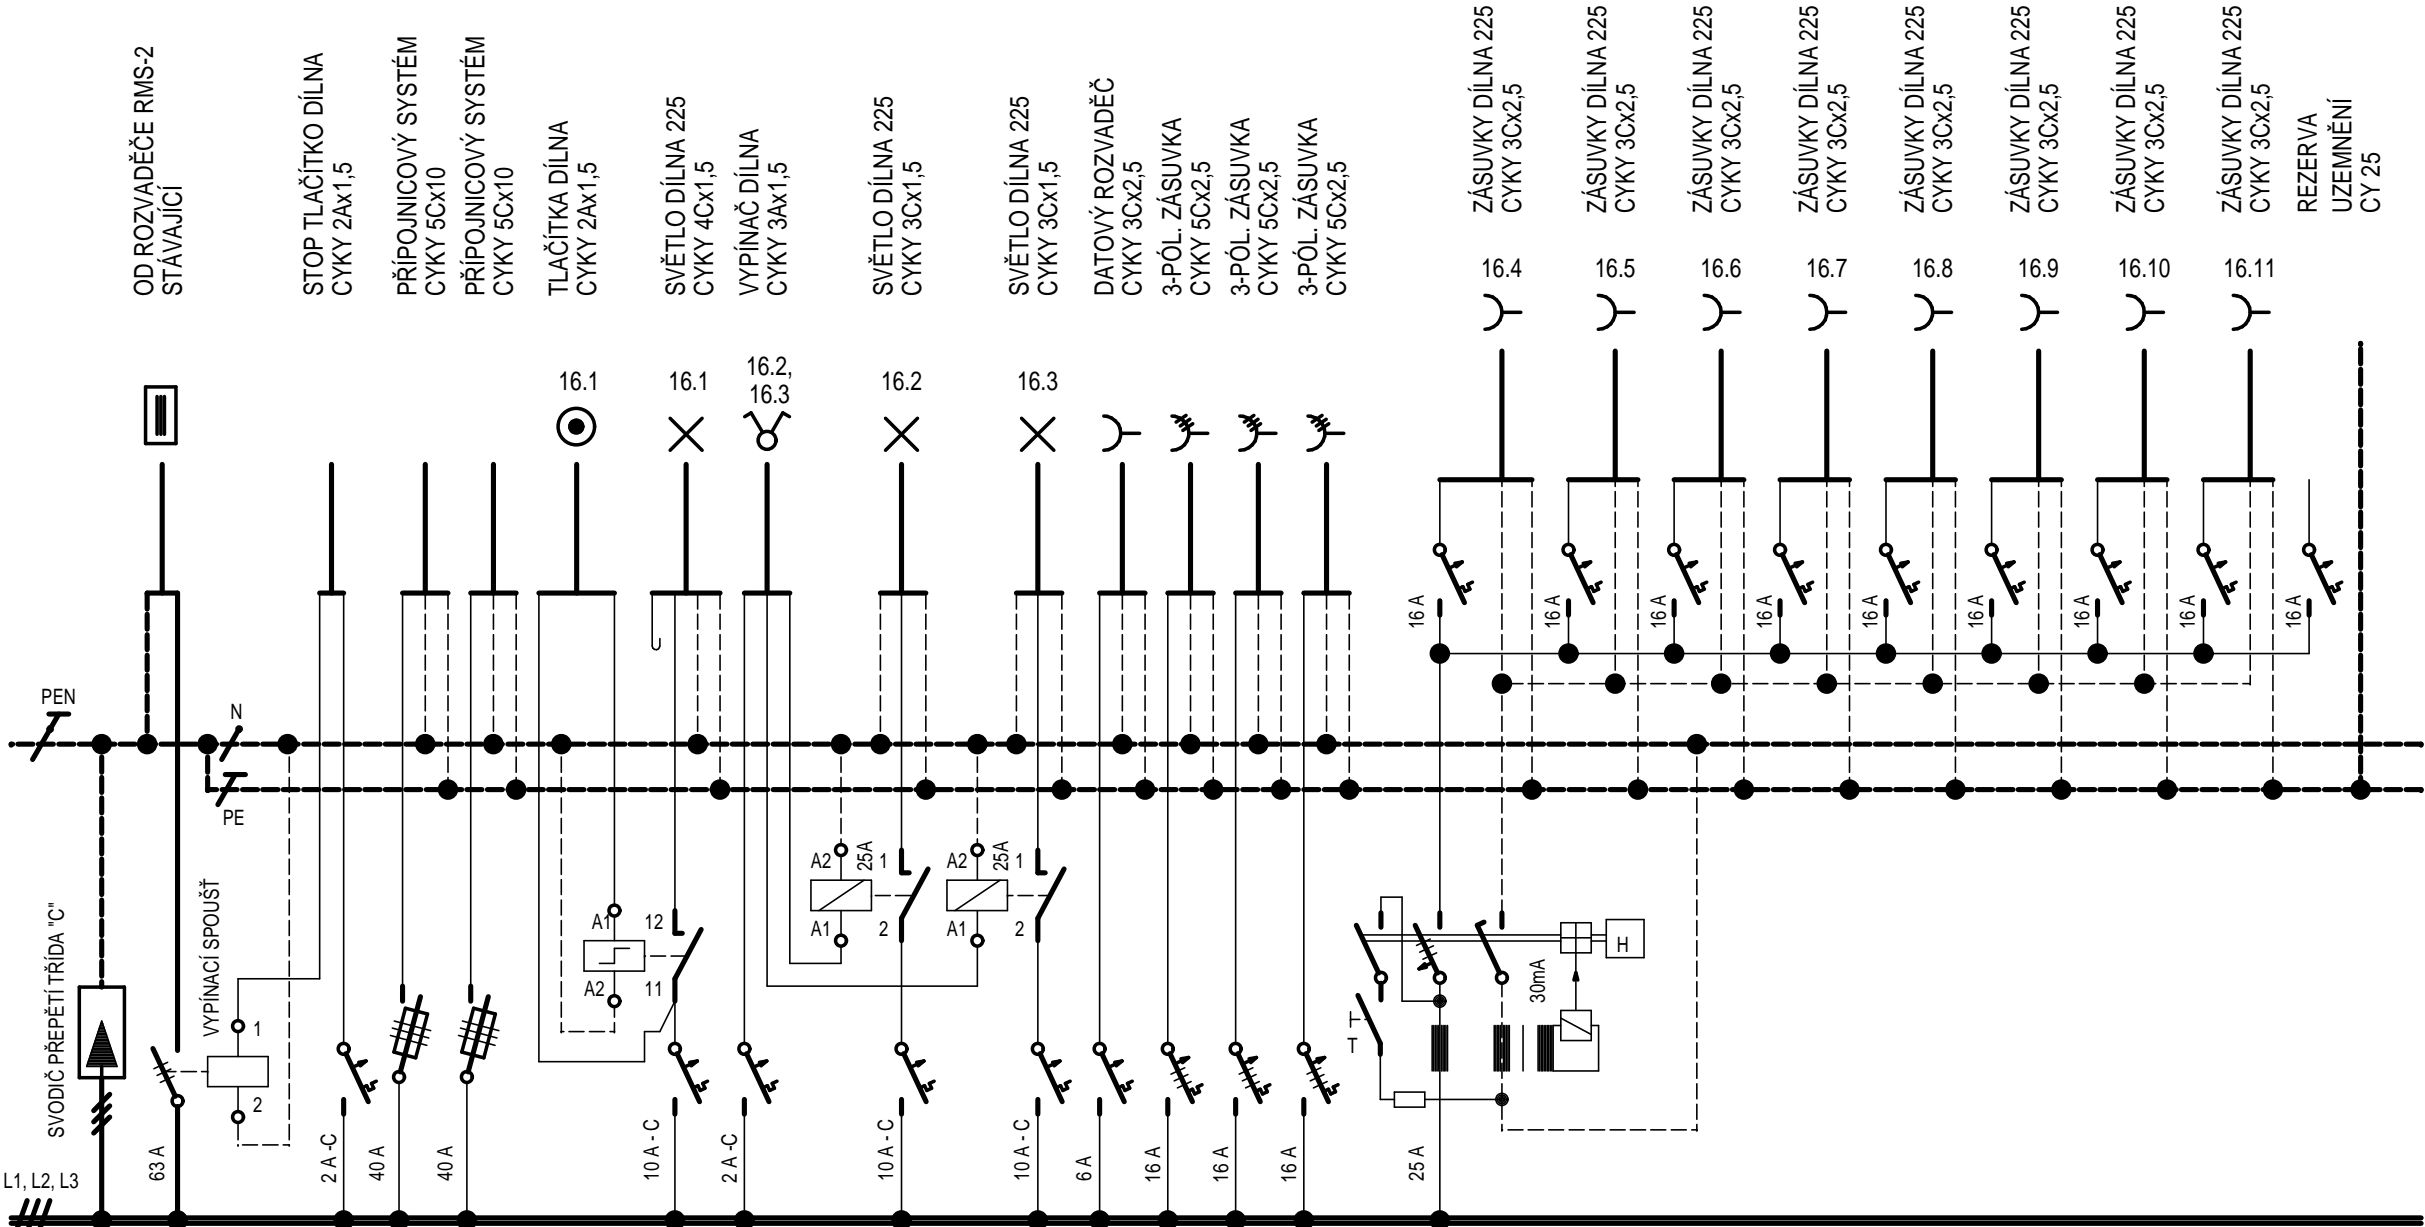 OD ROZVADĚČE RMS-2
STÁVAJÍCÍ
STOP TLAČÍTKO DÍLNA
CYKY 2Ax1,5
PŘÍPOJNICOVÝ SYSTÉM
CYKY 5Cx10
PŘÍPOJNICOVÝ SYSTÉM
CYKY 5Cx10
TLAČÍTKA DÍLNA
CYKY 2Ax1,5
SVĚTLO DÍLNA 225
CYKY 4Cx1,5
VYPÍNAČ DÍLNA
CYKY 3Ax1,5
SVĚTLO DÍLNA 225
CYKY 3Cx1,5
SVĚTLO DÍLNA 225
CYKY 3Cx1,5
DATOVÝ ROZVADĚČ
CYKY 3Cx2,5
3-PÓL. ZÁSUVKA
CYKY 5Cx2,5
3-PÓL. ZÁSUVKA
CYKY 5Cx2,5
3-PÓL. ZÁSUVKA
CYKY 5Cx2,5
ZÁSUVKY DÍLNA 225
CYKY 3Cx2,5
ZÁSUVKY DÍLNA 225
CYKY 3Cx2,5
ZÁSUVKY DÍLNA 225
CYKY 3Cx2,5
ZÁSUVKY DÍLNA 225
CYKY 3Cx2,5
ZÁSUVKY DÍLNA 225
CYKY 3Cx2,5
ZÁSUVKY DÍLNA 225
CYKY 3Cx2,5
ZÁSUVKY DÍLNA 225
CYKY 3Cx2,5
ZÁSUVKY DÍLNA 225
CYKY 3Cx2,5
REZERVA
UZEMNĚNÍ
CY 25
16.4
16.5
16.6
16.7
16.8
16.9
16.10
16.11
16.1
16.1
16.2,
16.3
16.2
16.3
16 A
16 A
16 A
16 A
16 A
16 A
16 A
16 A
16 A
PEN
N
PE
A2
25A
1
A1
2
A2
25A
1
A1
2
A1
12
A2
11
SVODIČ PŘEPĚTÍ TŘÍDA "C"
VYPÍNACÍ SPOUŠŤ
1
2
H
30mA
T
63 A
2 A -C
40 A
40 A
10 A - C
2 A -C
10 A - C
10 A - C
6 A
16 A
16 A
16 A
25 A
L1, L2, L3